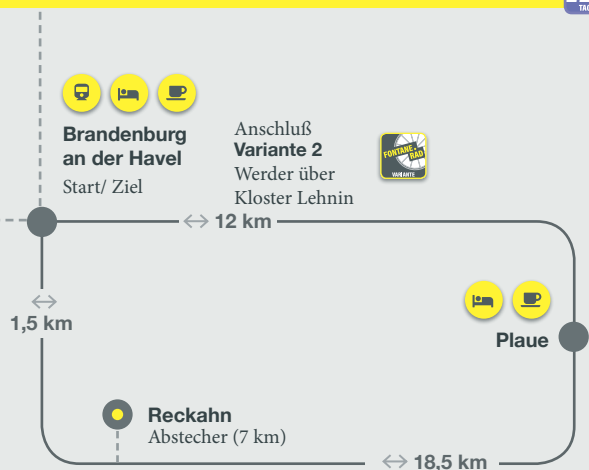 TAG
Brandenburg
an der Havel
Start/ Ziel
Anschluß
Variante 2
Werder über
Kloster Lehnin
FONTANE.RAD
VARIANTE
12 km
1,5 km
Plaue
Reckahn
Abstecher (7 km)
18,5 km